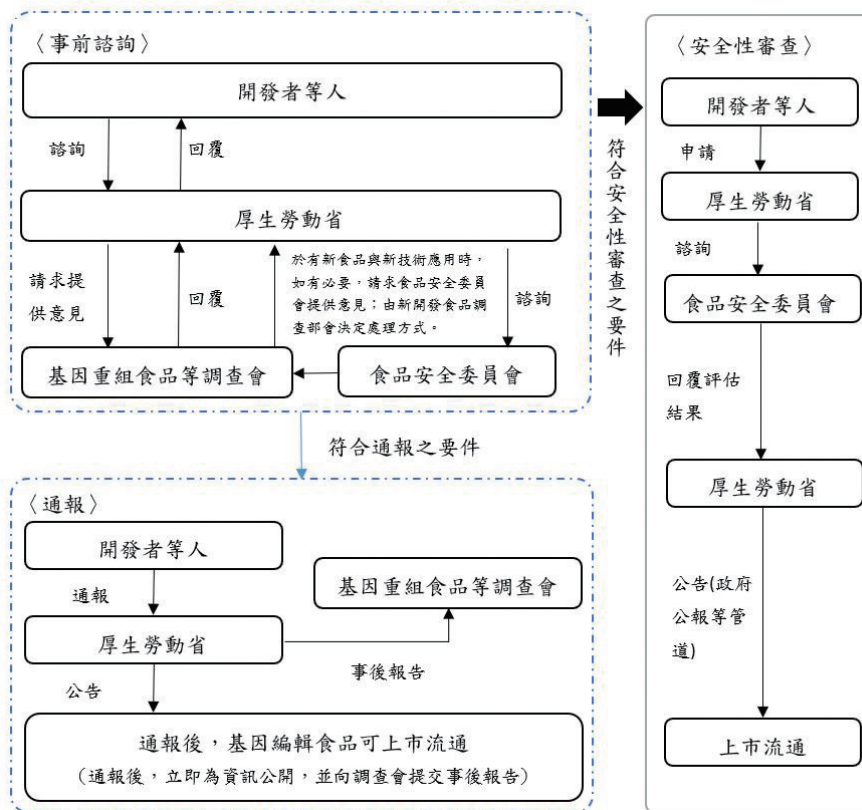 〈事前諮詢〉
開發者等人
諮詢
回覆
厚生勞動省
請求提
供意見
回覆
於有新食品與新技術應用時，
如有必要，請求食品安全委員
會提供意見；由新開發食品調
查部會決定處理方式。
諮詢
基因重組食品等調查會
食品安全委員會
符合安全性審查之要件
符合通報之要件
〈通報〉
開發者等人
通報
基因重組食品等調查會
厚生勞動省
事後報告
公告
通報後，基因編輯食品可上市流通
（通報後，立即為資訊公開，並向調查會提交事後報告）
〈安全性審查〉
開發者等人
申請
厚生勞動省
諮詢
食品安全委員會
回覆評估
結果
厚生勞動省
公告(政府
公報等管
道)
上市流通